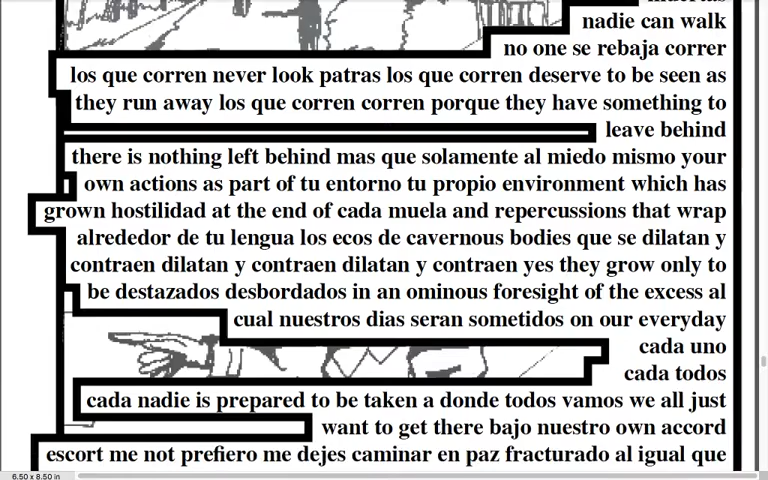 nadie can walk
no one se rebaja correr
los que corren never look patras los que corren deserve to be seen as
they run away los que corren corren porque they have something to
leave behind
there is nothing left behind mas que solamente al miedo mismo your
own actions as part of tu entorno tu propio environment which has
grown hostilidad at the end of cada muela and repercussions that wrap
alrededor de tu lengua los ecos de cavernous bodies que se dilatan y
contraen dilatan y contraen dilatan y contraen yes they grow only to
be destazados desbordados in an ominous foresight of the excess al
cual nuestros dias seran sometidos on our everyday
cada uno
cada todos
cada nadie is prepared to be taken a donde todos vamos we all just
want to get there bajo nuestro own accord
escort me not prefiero me dejes caminar en paz fracturado al igual que
6.50 x 8.50 in